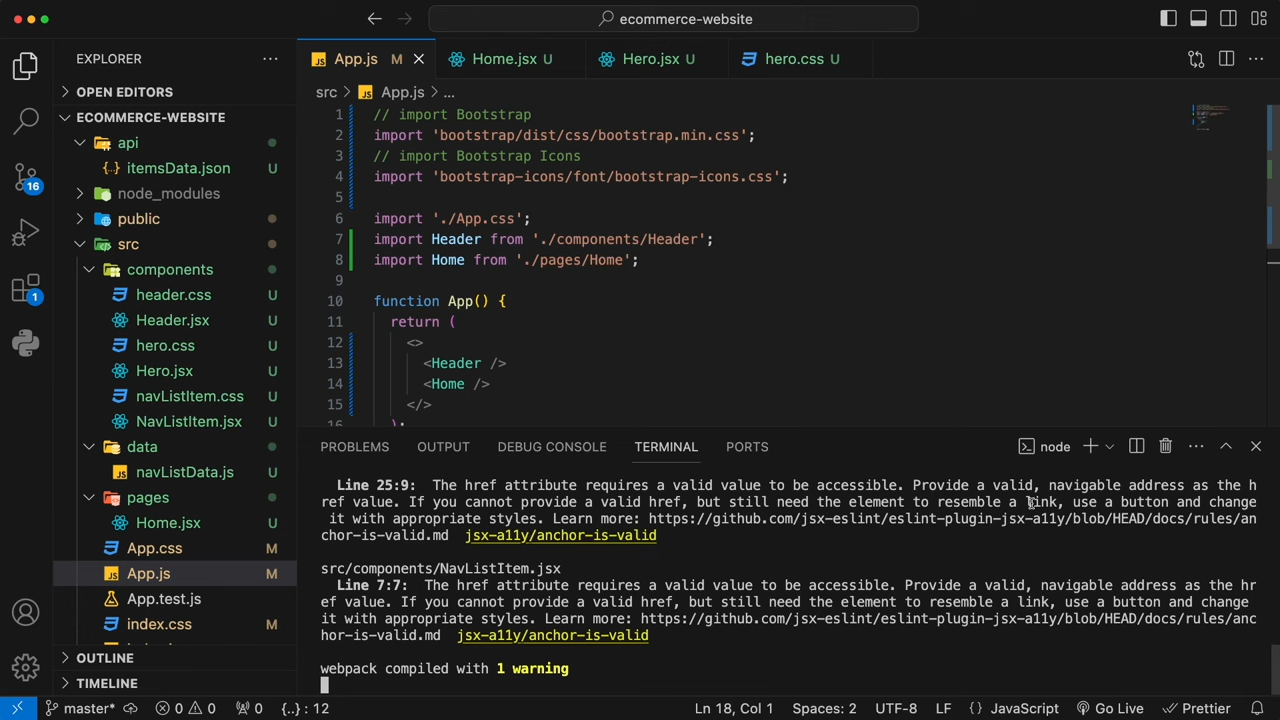 ecommerce-website
EXPLORER
OPEN EDITORS
ECOMMERCE-WEBSITE
api
itemsData.json U
node_modules
public
src
components
header.css U
Header.jsx U
hero.css U
Hero.jsx U
navListItem.css U
NavListItem.jsx U
data
navListData.js U
pages
Home.jsx U
App.css M
App.js M
App.test.js
index.css M
OUTLINE
TIMELINE
16
1
App.js M
Home.jsx U
Hero.jsx U
hero.css U
src > App.js > ...
1 // import Bootstrap
2 import 'bootstrap/dist/css/bootstrap.min.css';
3 // import Bootstrap Icons
4 import 'bootstrap-icons/font/bootstrap-icons.css';
5
6 import './App.css';
7 import Header from './components/Header';
8 import Home from './pages/Home';
9
10 function App() {
11 return (
12 <>
13 <Header />
14 <Home />
15 </>
16 );
PROBLEMS OUTPUT DEBUG CONSOLE TERMINAL PORTS
node
Line 25:9: The href attribute requires a valid value to be accessible. Provide a valid, navigable address as the h
ref value. If you cannot provide a valid href, but still need the element to resemble a link, use a button and change
it with appropriate styles. Learn more: https://github.com/jsx-eslint/eslint-plugin-jsx-a11y/blob/HEAD/docs/rules/an
chor-is-valid.md jsx-a11y/anchor-is-valid
src/components/NavListItem.jsx
Line 7:7: The href attribute requires a valid value to be accessible. Provide a valid, navigable address as the hr
ef value. If you cannot provide a valid href, but still need the element to resemble a link, use a button and change
it with appropriate styles. Learn more: https://github.com/jsx-eslint/eslint-plugin-jsx-a11y/blob/HEAD/docs/rules/anc
hor-is-valid.md jsx-a11y/anchor-is-valid
webpack compiled with 1 warning
master* 0 0 0 {..} : 12
Ln 18, Col 1 Spaces: 2 UTF-8 LF {} JavaScript Go Live Prettier